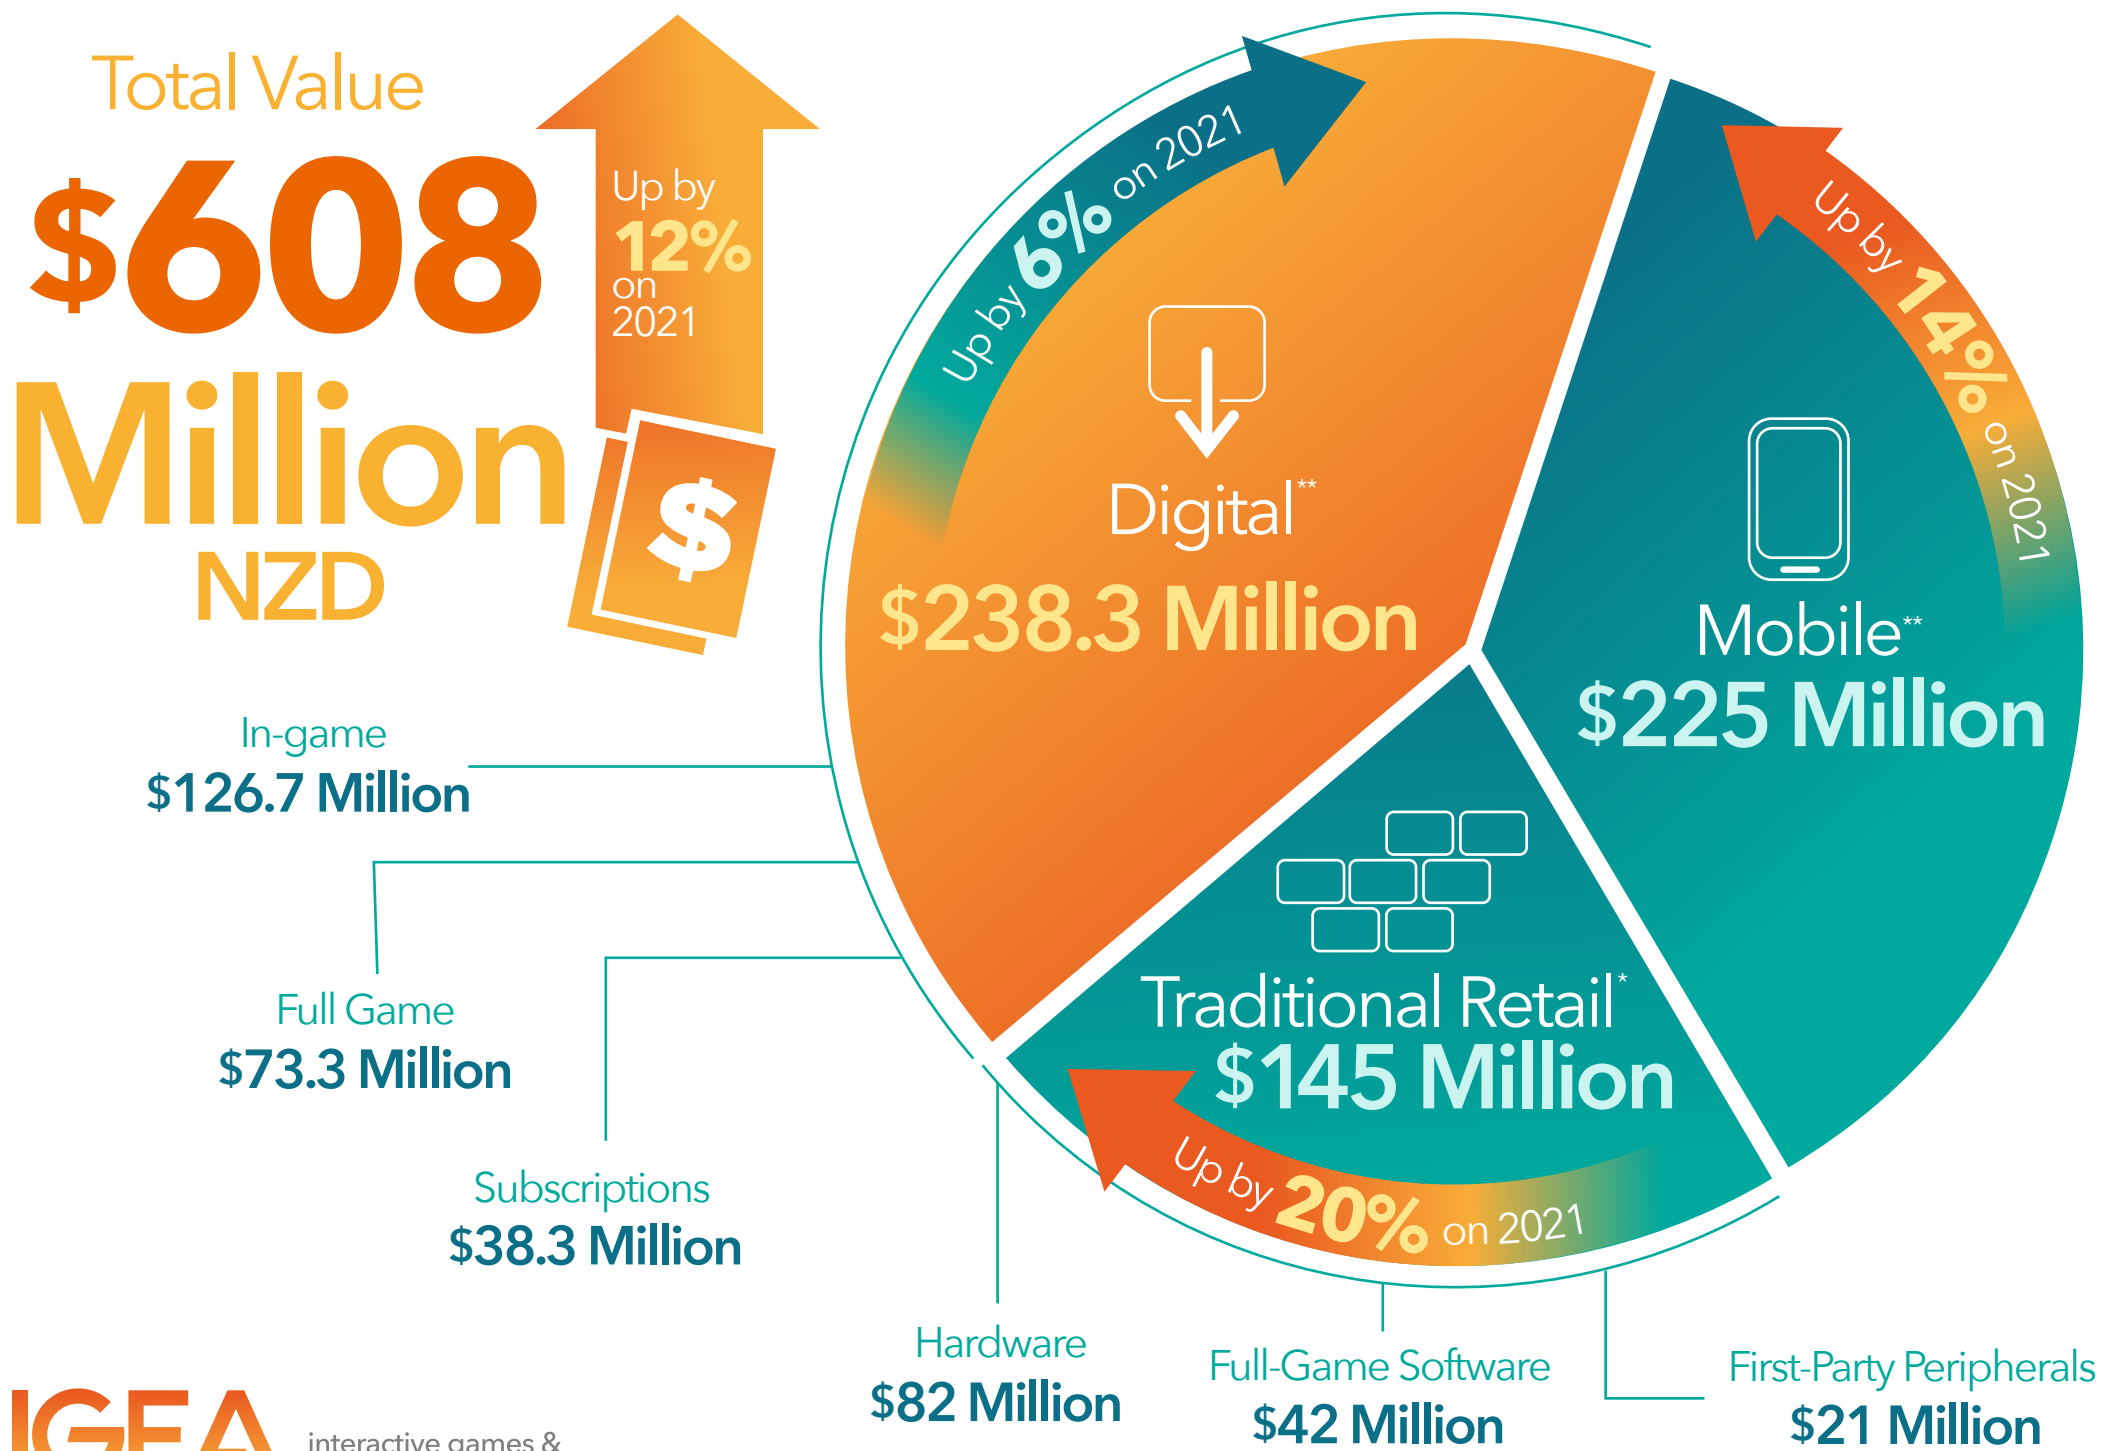 Total Value
$608
Million
NZD
Up by
12%
on
2021
$
Up by 6% on 2021
Digital**
$238.3 Million
Up by 14% on 2021
Mobile**
$225 Million
Traditional Retail*
$145 Million
Up by 20% on 2021
In-game
$126.7 Million
Full Game
$73.3 Million
Subscriptions
$38.3 Million
Hardware
$82 Million
Full-Game Software
$42 Million
First-Party Peripherals
$21 Million
IGEA
interactive games &